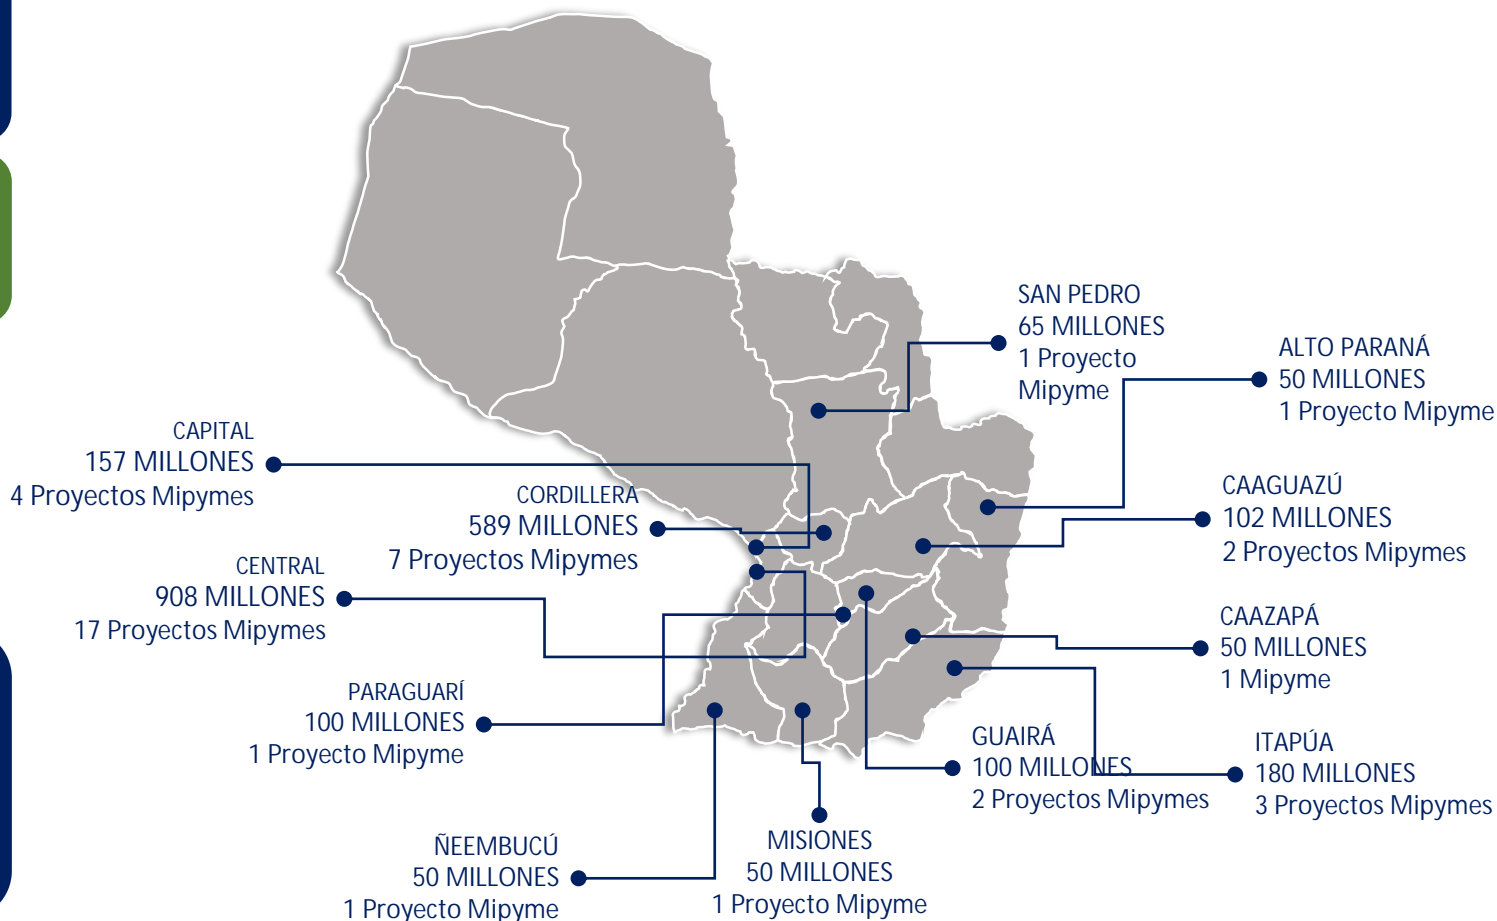 SAN PEDRO
65 MILLONES
1 Proyecto
Mipyme
ALTO PARANÁ
50 MILLONES
1 Proyecto Mipyme
CAPITAL
157 MILLONES
4 Proyectos Mipymes
CORDILLERA
589 MILLONES
7 Proyectos Mipymes
CAAGUAZÚ
102 MILLONES
2 Proyectos Mipymes
CENTRAL
908 MILLONES
17 Proyectos Mipymes
CAAZAPÁ
50 MILLONES
1 Mipyme
PARAGUARÍ
100 MILLONES
1 Proyecto Mipyme
GUAIRÁ
100 MILLONES
2 Proyectos Mipymes
ITAPÚA
180 MILLONES
3 Proyectos Mipymes
ÑEEMBUCÚ
50 MILLONES
1 Proyecto Mipyme
MISIONES
50 MILLONES
1 Proyecto Mipyme